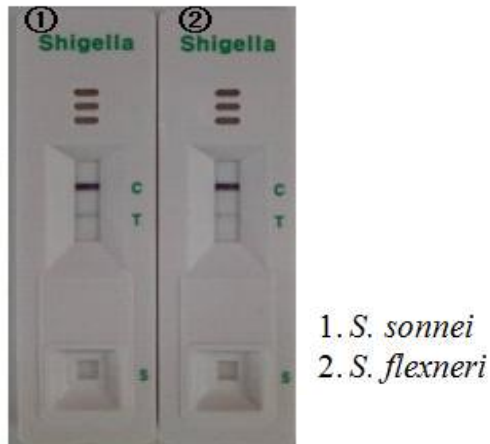 ① ②
Shigella Shigella
C C
T T
S S
1. S. sonnei
2. S. flexneri